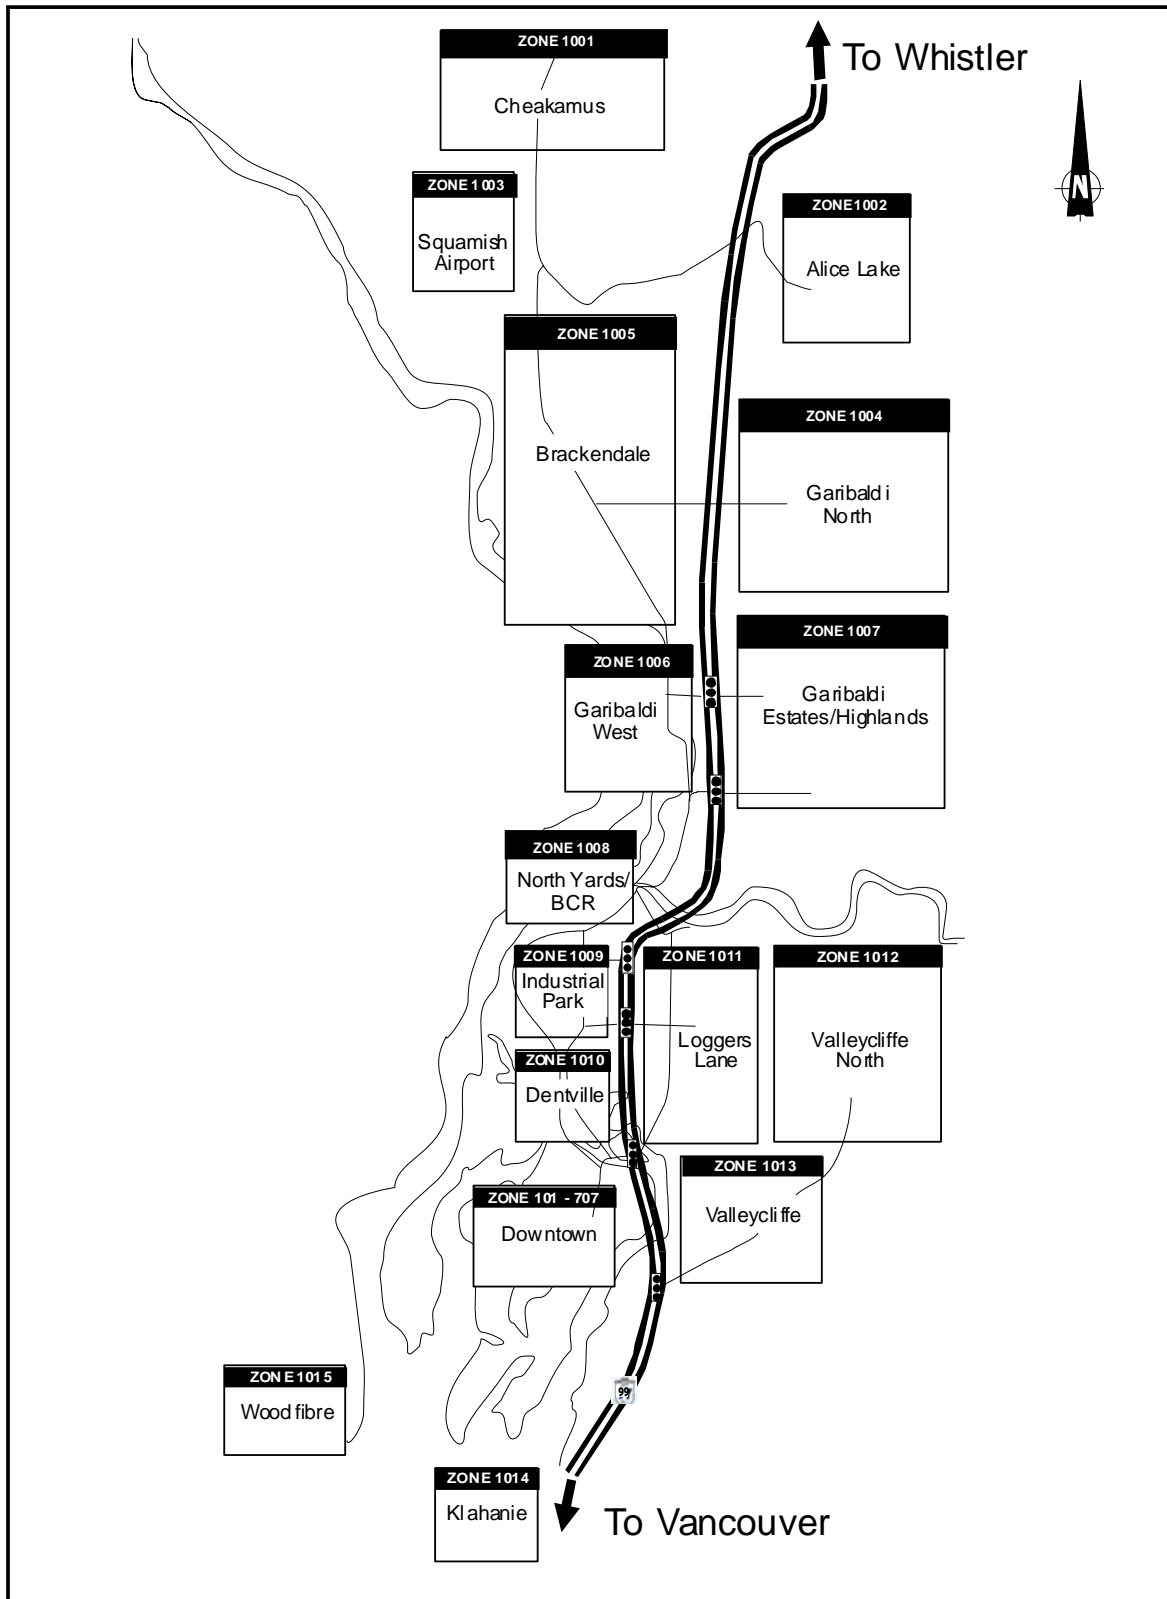 ZONE 1001
Cheakamus
To Whistler
N
ZONE 1003
Squamish
Airport
ZONE 1002
Alice Lake
ZONE 1005
Brackendale
ZONE 1004
Garibaldi
North
ZONE 1007
Garibaldi
Estates/Highlands
ZONE 1006
Garibaldi
West
ZONE 1008
North Yards/
BCR
ZONE 1009
Industrial
Park
ZONE 1011
Loggers
Lane
ZONE 1012
Valleycliffe
North
ZONE 1010
Dentville
ZONE 1013
Valleycliffe
ZONE 101 - 707
Downtown
ZONE 1015
Woodfibre
99
ZONE 1014
Klahanie
To Vancouver